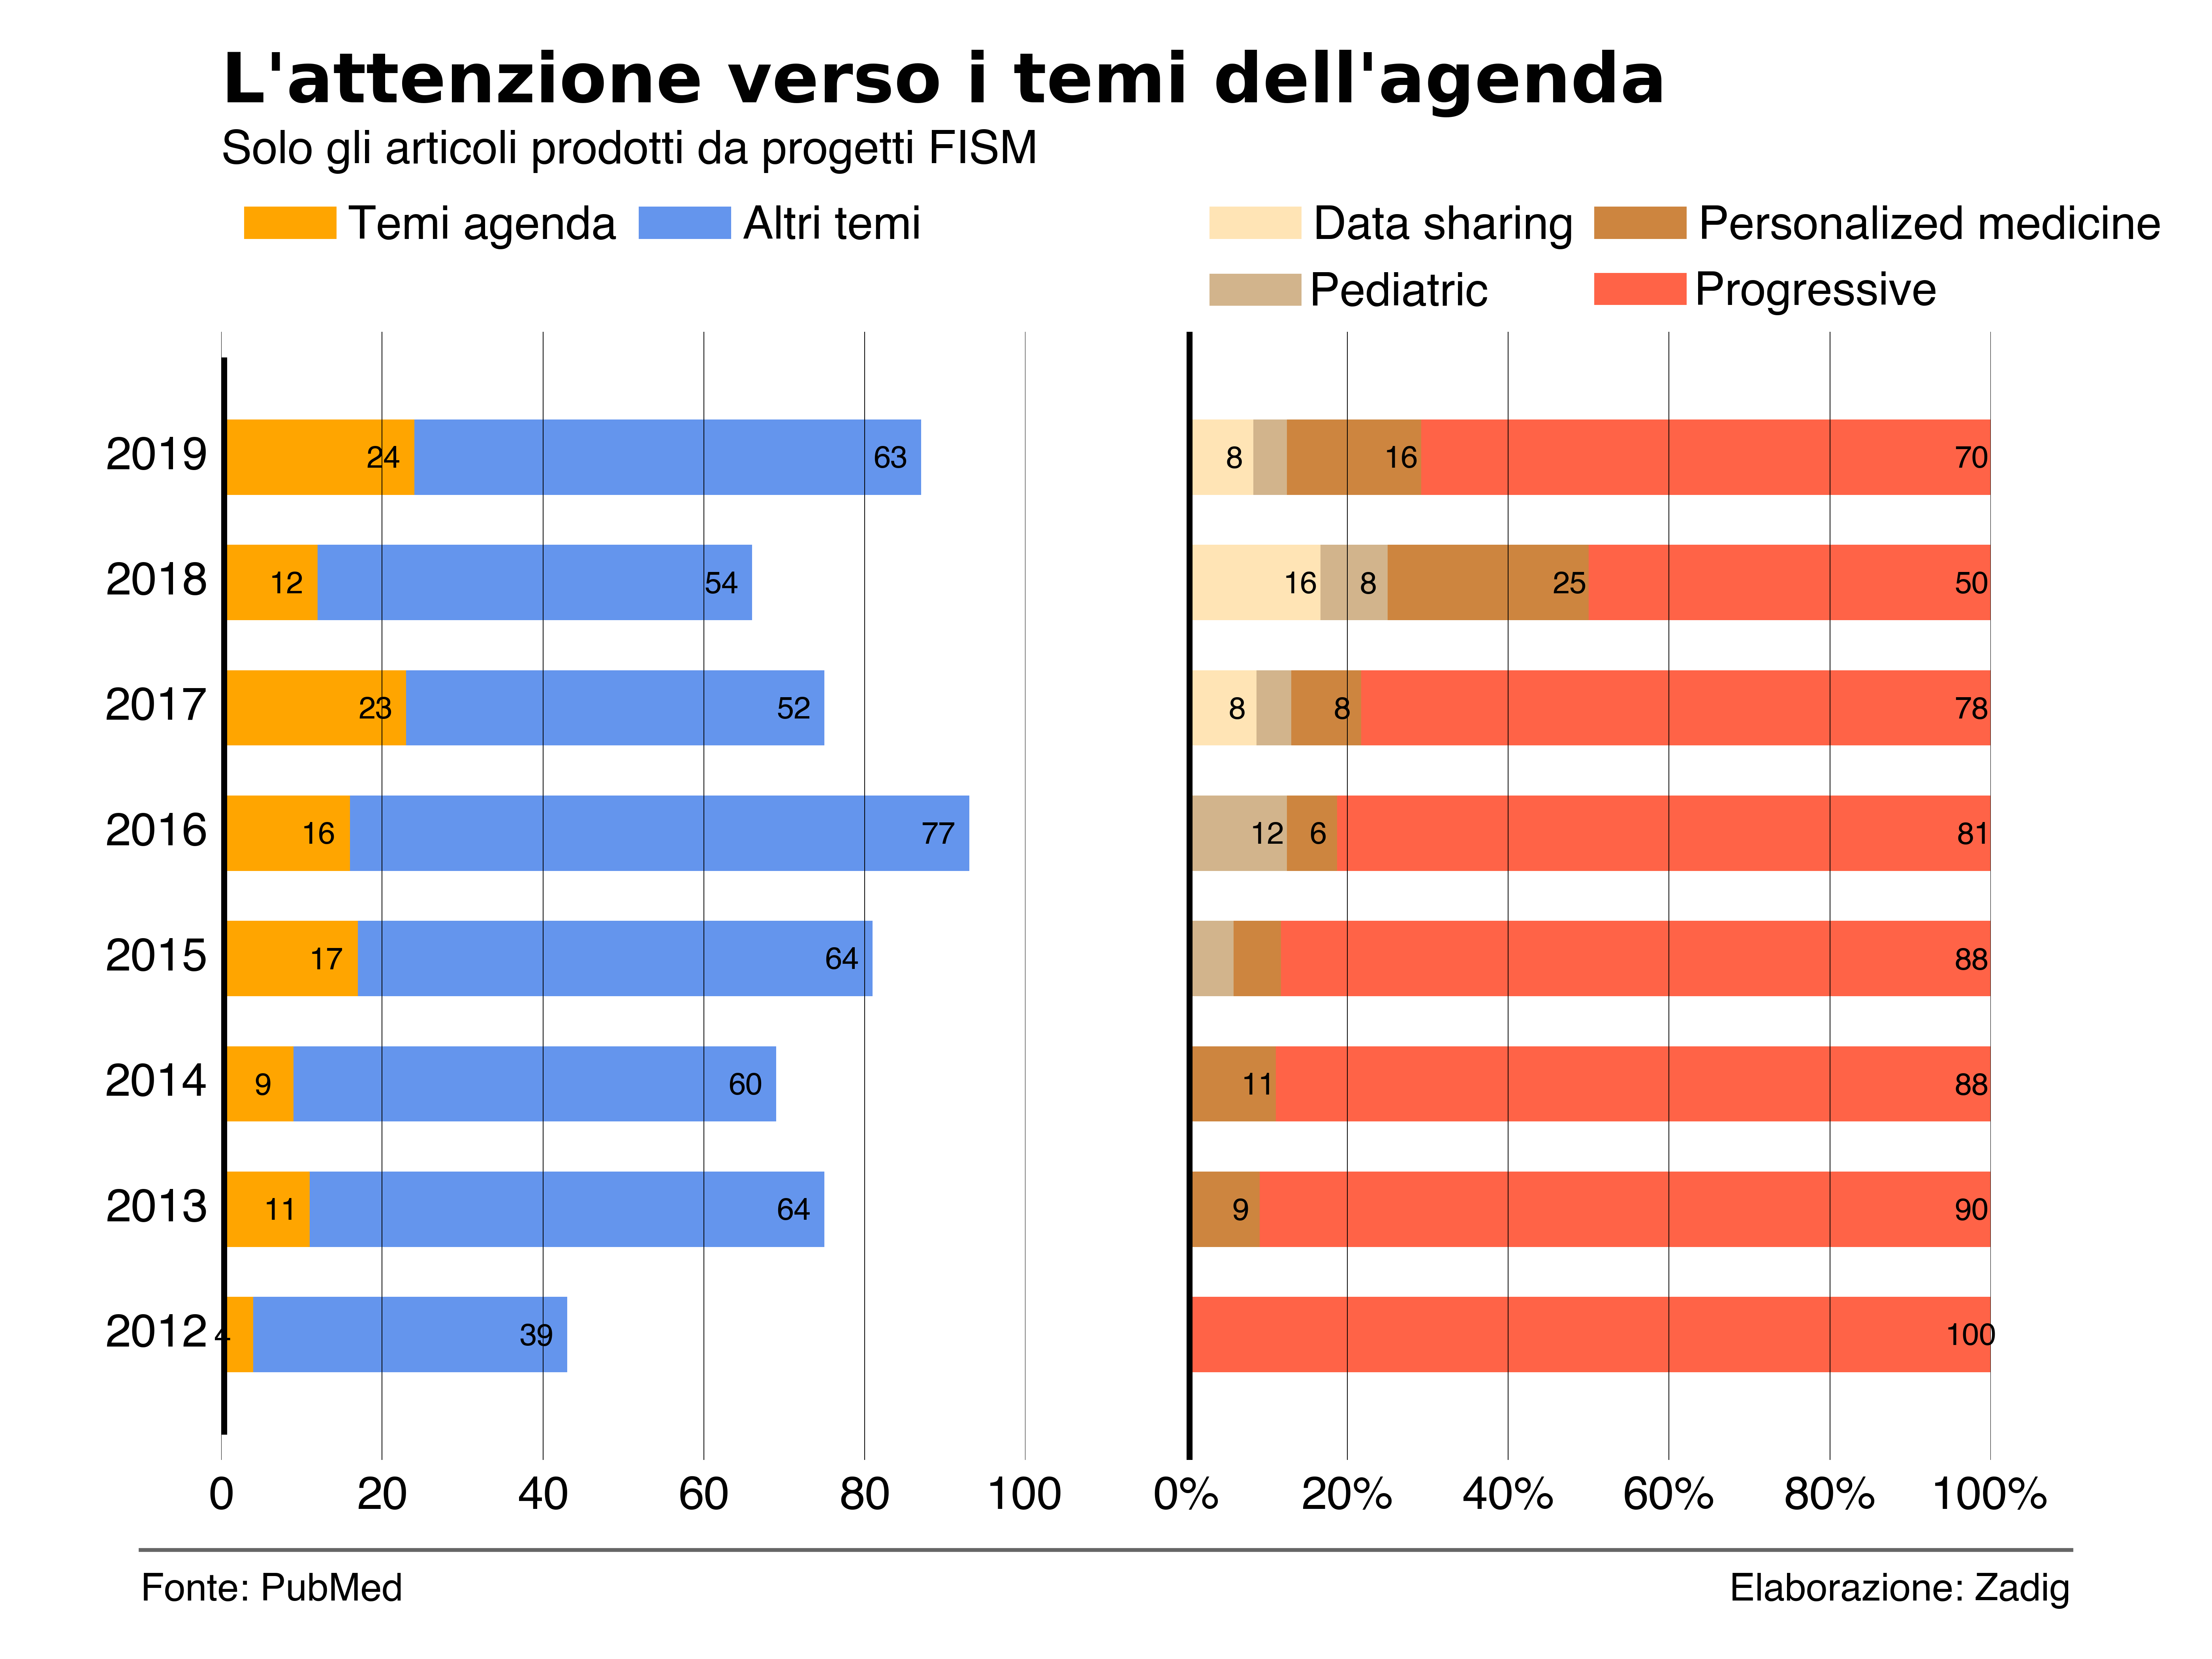 L'attenzione verso i temi dell'agenda
Solo gli articoli prodotti da progetti FISM
Temi agenda Altri temi
Data sharing Personalized medicine
Pediatric Progressive
2019 24 63 8 16 70
2018 12 54 16 8 25 50
2017 23 52 8 8 78
2016 16 77 12 6 81
2015 17 64 88
2014 9 60 11 88
2013 11 64 9 90
2012 4 39 100
0 20 40 60 80 100 0% 20% 40% 60% 80% 100%
Fonte: PubMed Elaborazione: Zadig